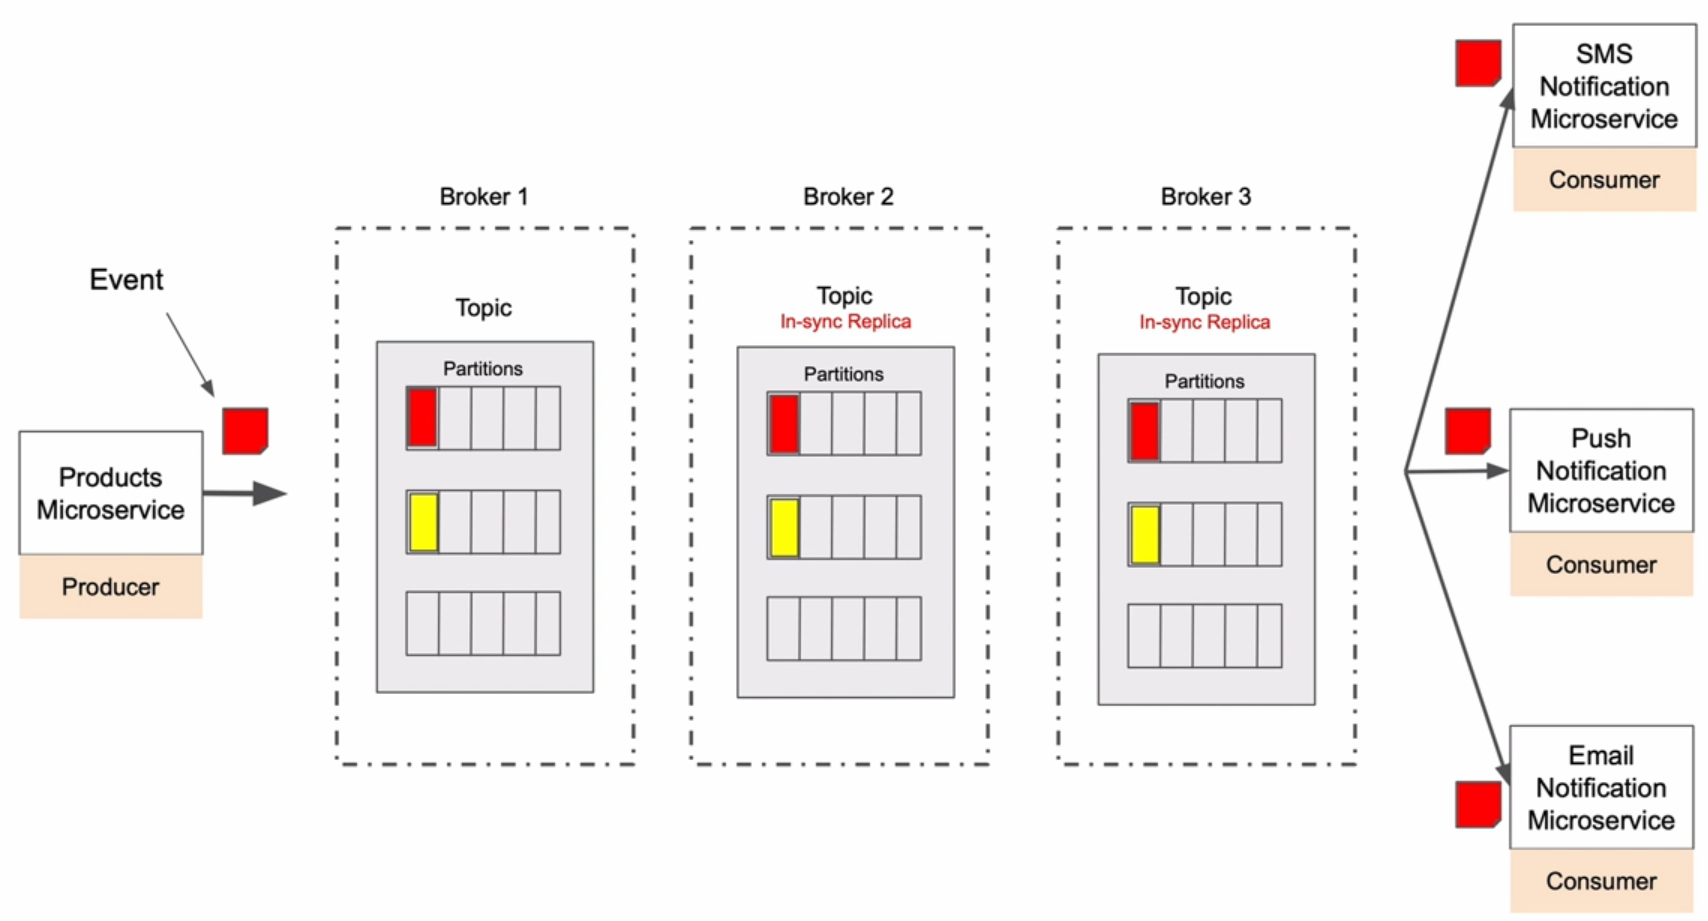 Event
Products
Microservice
Producer
Broker 1
Topic
Partitions
Broker 2
Topic
In-sync Replica
Partitions
Broker 3
Topic
In-sync Replica
Partitions
SMS
Notification
Microservice
Consumer
Push
Notification
Microservice
Consumer
Email
Notification
Microservice
Consumer